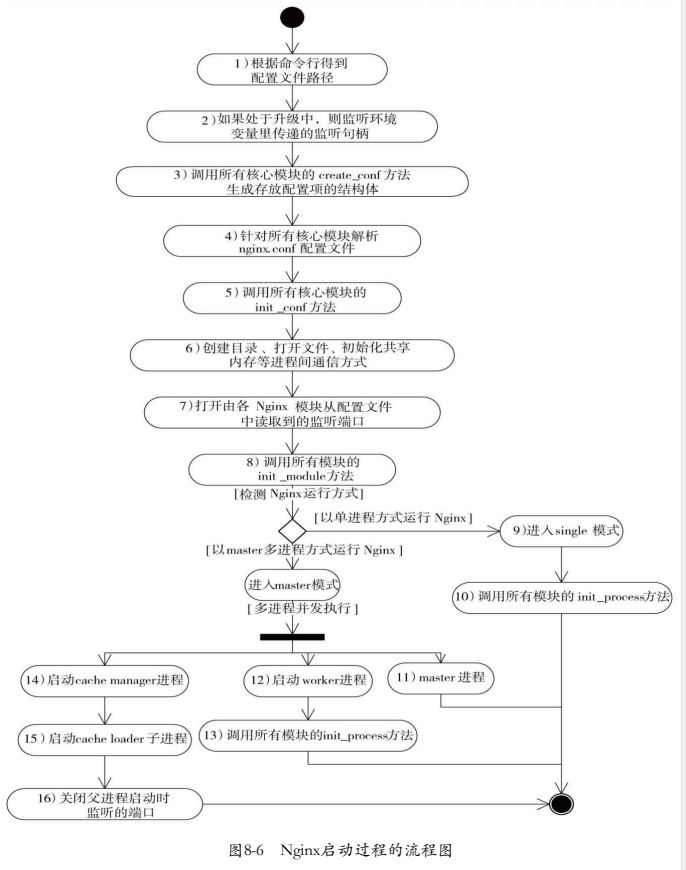 1）根据命令行得到
配置文件路径
2）如果处于升级中，则监听环境
变量里传递的监听句柄
3）调用所有核心模块的 create_conf 方法
生成存放配置项的结构体
4）针对所有核心模块解析
nginx.conf 配置文件
5）调用所有核心模块的
init _conf 方法
6）创建目录、打开文件、初始化共享
内存等进程间通信方式
7）打开由各 Nginx 模块从配置文件
中读取到的监听端口
8）调用所有模块的
init _module方法
[检测 Nginx运行方式]
[以单进程方式运行 Nginx]
9)进入single 模式
[以master多进程方式运行 Nginx]
进入master模式
10）调用所有模块的 init_process方法
[多进程并发执行]
14）启动cache manager进程
12）启动 worker进程
11）master 进程
15）启动cache loader 子进程
13）调用所有模块的init_process方法
16）关闭父进程启动时
监听的端口
图8-6 Nginx启动过程的流程图